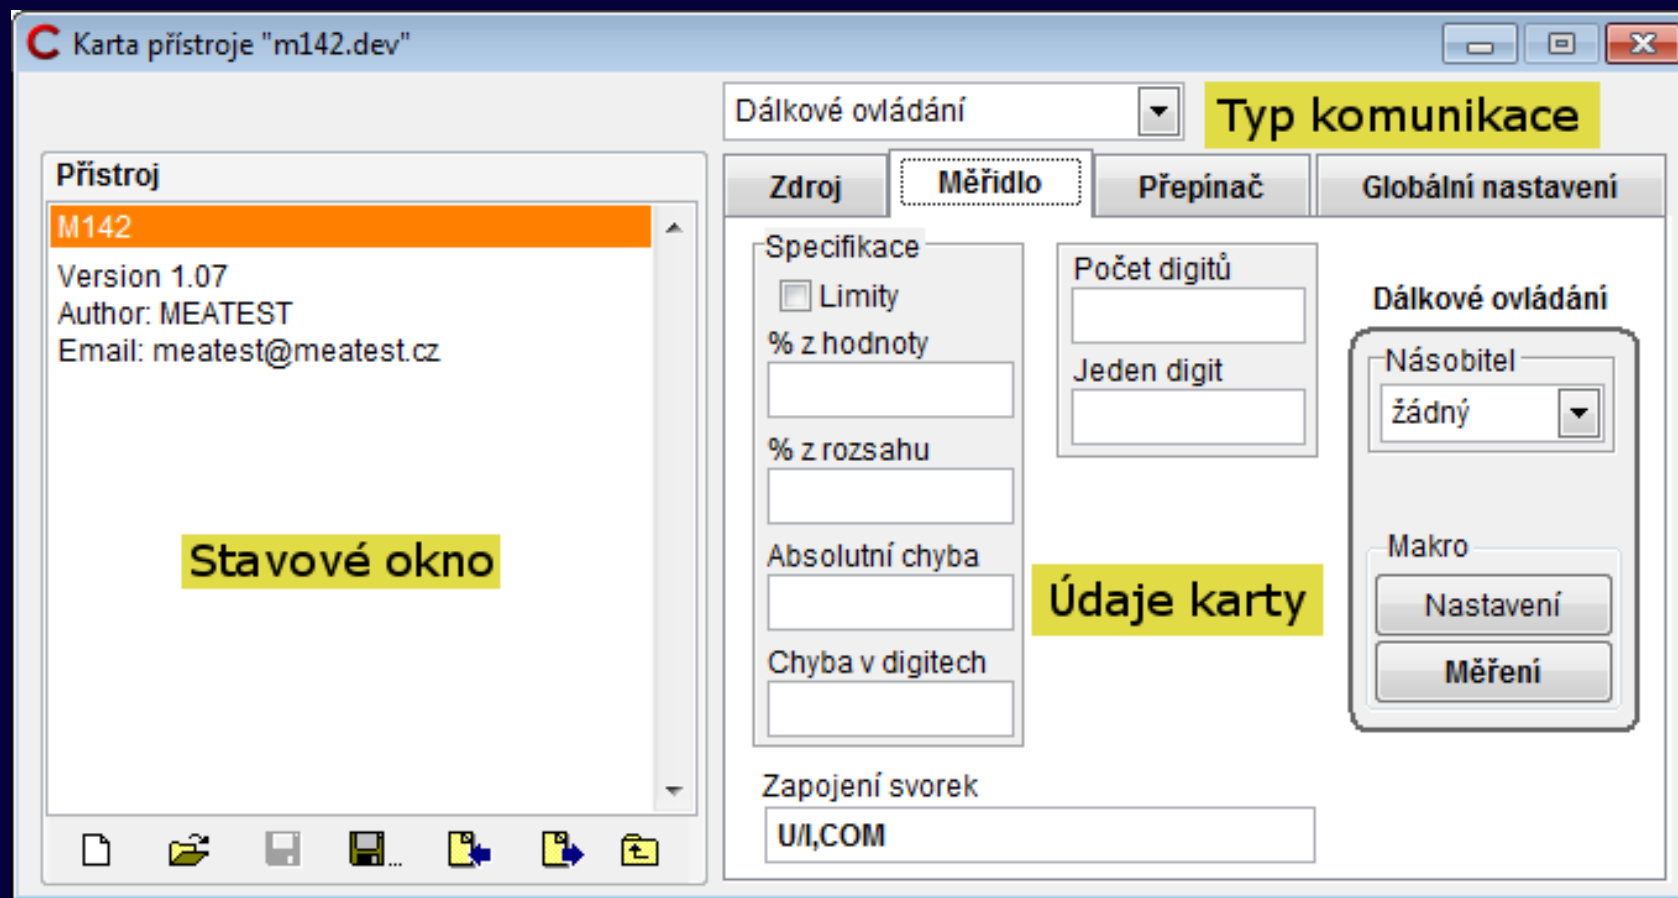 Karta přístroje "m142.dev"
Dálkové ovládání
Typ komunikace
Přístroj
M142
Version 1.07
Author: MEATEST
Email: meatest@meatest.cz
Stavové okno
Zdroj
Měřidlo
Přepínač
Globální nastavení
Specifikace
Limity
% z hodnoty
% z rozsahu
Absolutní chyba
Chyba v digitech
Počet digitů
Jeden digit
Údaje karty
Dálkové ovládání
Násobitel
žádný
Makro
Nastavení
Měření
Zapojení svorek
U/I,COM